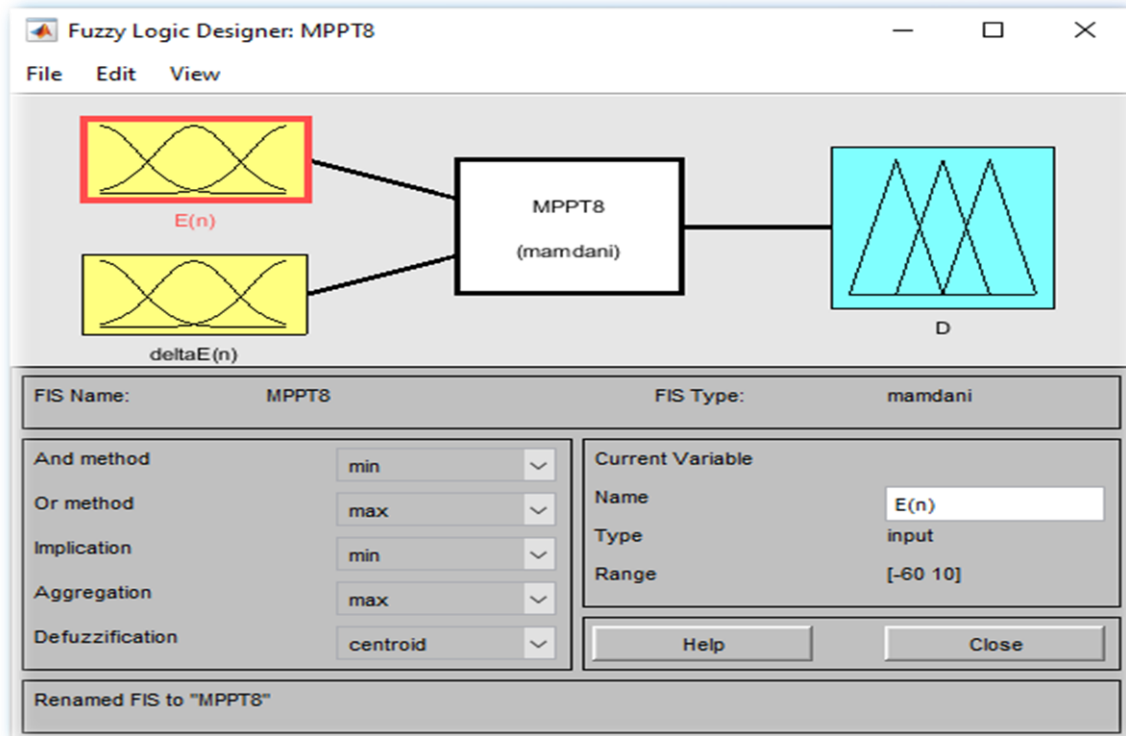 Fuzzy Logic Designer: MPPT8
File Edit View
E(n)
deltaE(n)
MPPT8
(mamdani)
D
FIS Name: MPPT8 FIS Type: mamdani
And method min
Or method max
Implication min
Aggregation max
Defuzzification centroid
Current Variable
Name E(n)
Type input
Range [-60 10]
Help Close
Renamed FIS to "MPPT8"